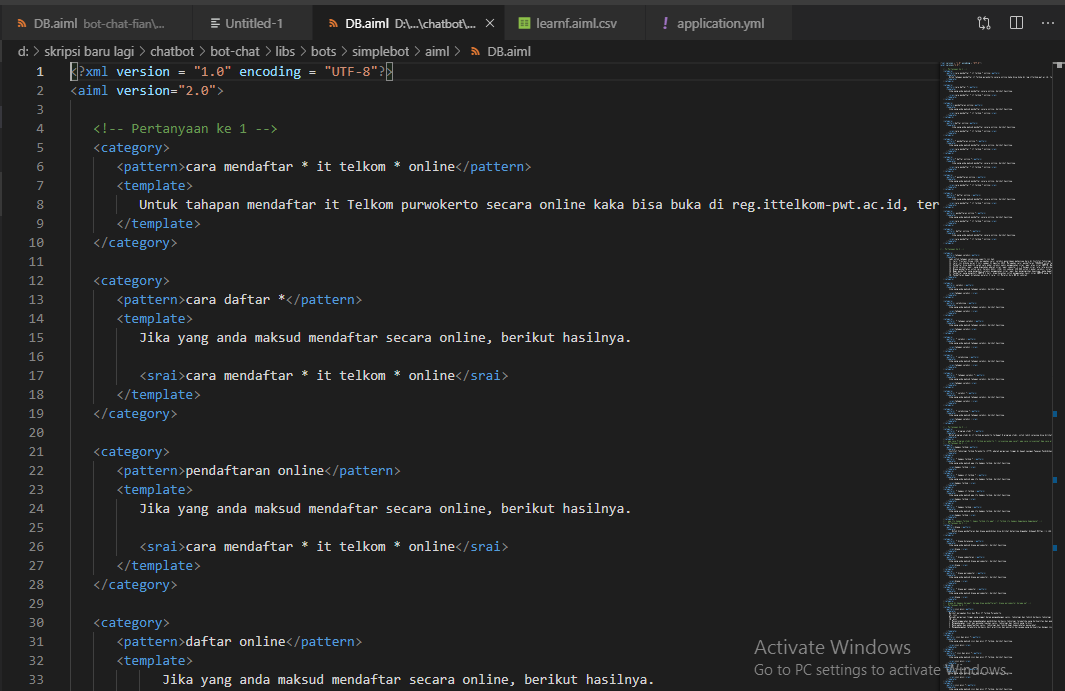 DB.aiml bot-chat-fian\... Untitled-1 DB.aiml D:\...\chatbot\... learnf.aiml.csv ! application.yml
d: > skripsi baru lagi > chatbot > bot-chat > libs > bots > simplebot > aiml > DB.aiml
1 <?xml version = "1.0" encoding = "UTF-8"?>
2 <aiml version="2.0">
3
4 <!-- Pertanyaan ke 1 -->
5 <category>
6 <pattern>cara mendaftar * it telkom * online</pattern>
7 <template>
8 Untuk tahapan mendaftar it Telkom purwokerto secara online kaka bisa buka di reg.ittelkom-pwt.ac.id, ter
9 </template>
10 </category>
11
12 <category>
13 <pattern>cara daftar *</pattern>
14 <template>
15 Jika yang anda maksud mendaftar secara online, berikut hasilnya.
16
17 <srai>cara mendaftar * it telkom * online</srai>
18 </template>
19 </category>
20
21 <category>
22 <pattern>pendaftaran online</pattern>
23 <template>
24 Jika yang anda maksud mendaftar secara online, berikut hasilnya.
25
26 <srai>cara mendaftar * it telkom * online</srai>
27 </template>
28 </category>
29
30 <category>
31 <pattern>daftar online</pattern>
32 <template>
33 Jika yang anda maksud mendaftar secara online, berikut hasilnya.
Activate Windows
Go to PC settings to activate Windows.